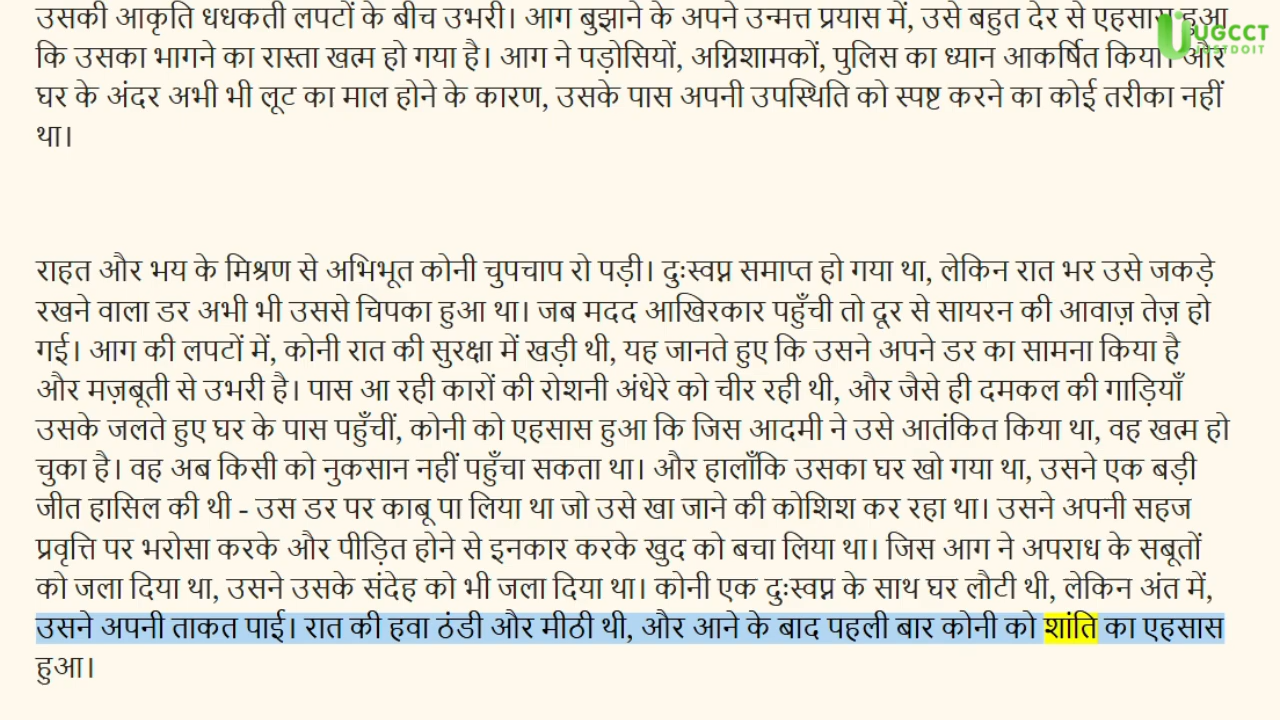 उसकी आकृति धधकती लपटों के बीच उभरी। आग बुझाने के अपने उन्मत्त प्रयास में, उसे बहुत देर से एहसास हुआ
कि उसका भागने का रास्ता खत्म हो गया है। आग ने पड़ोसियों, अग्निशामकों, पुलिस का ध्यान आकर्षित किया। और
घर के अंदर अभी भी लूट का माल होने के कारण, उसके पास अपनी उपस्थिति को स्पष्ट करने का कोई तरीका नहीं
था।
UGCCT
JUSTDOIT
राहत और भय के मिश्रण से अभिभूत कोनी चुपचाप रो पड़ी। दुःस्वप्न समाप्त हो गया था, लेकिन रात भर उसे जकड़े
रखने वाला डर अभी भी उससे चिपका हुआ था। जब मदद आखिरकार पहुँची तो दूर से सायरन की आवाज़ तेज़ हो
गई। आग की लपटों में, कोनी रात की सुरक्षा में खड़ी थी, यह जानते हुए कि उसने अपने डर का सामना किया है
और मज़बूती से उभरी है। पास आ रही कारों की रोशनी अंधेरे को चीर रही थी, और जैसे ही दमकल की गाड़ियाँ
उसके जलते हुए घर के पास पहुँचीं, कोनी को एहसास हुआ कि जिस आदमी ने उसे आतंकित किया था, वह खत्म हो
चुका है। वह अब किसी को नुकसान नहीं पहुँचा सकता था। और हालाँकि उसका घर खो गया था, उसने एक बड़ी
जीत हासिल की थी - उस डर पर काबू पा लिया था जो उसे खा जाने की कोशिश कर रहा था। उसने अपनी सहज
प्रवृत्ति पर भरोसा करके और पीड़ित होने से इनकार करके खुद को बचा लिया था। जिस आग ने अपराध के सबूतों
को जला दिया था, उसने उसके संदेह को भी जला दिया था। कोनी एक दुःस्वप्न के साथ घर लौटी थी, लेकिन अंत में,
उसने अपनी ताकत पाई। रात की हवा ठंडी और मीठी थी, और आने के बाद पहली बार कोनी को शांति का एहसास
हुआ।